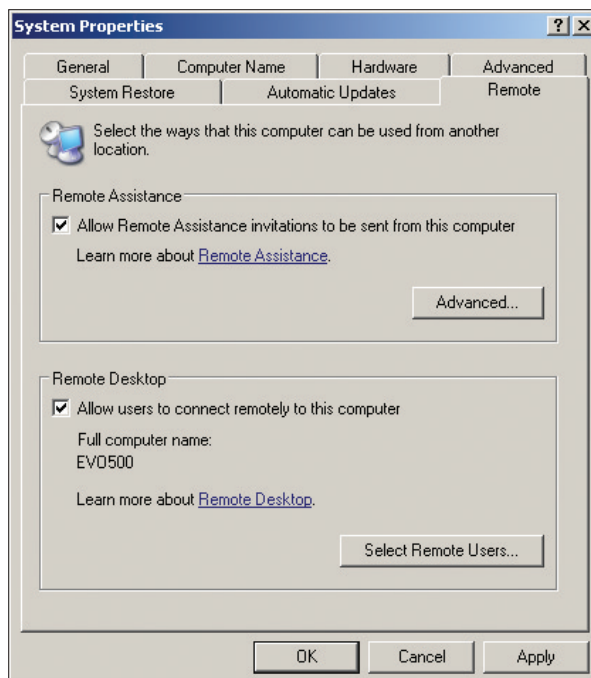 System Properties
General Computer Name Hardware Advanced
System Restore Automatic Updates Remote
Select the ways that this computer can be used from another
location.
Remote Assistance
Allow Remote Assistance invitations to be sent from this computer
Learn more about Remote Assistance.
Advanced...
Remote Desktop
Allow users to connect remotely to this computer
Full computer name:
EVO500
Learn more about Remote Desktop.
Select Remote Users...
OK Cancel Apply